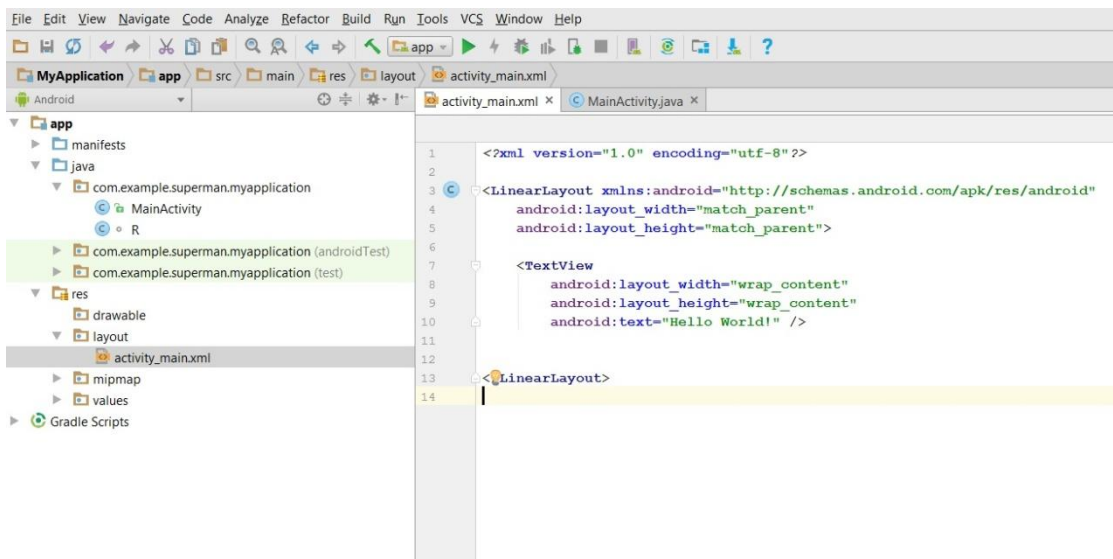 File Edit View Navigate Code Analyze Refactor Build Run Tools VCS Window Help
app
MyApplication app src main res layout activity_main.xml
Android
activity_main.xml × MainActivity.java ×
app
manifests
java
com.example.superman.myapplication
MainActivity
R
com.example.superman.myapplication (androidTest)
com.example.superman.myapplication (test)
res
drawable
layout
activity_main.xml
mipmap
values
Gradle Scripts
1 <?xml version="1.0" encoding="utf-8"?>
2
3 C <LinearLayout xmlns:android="http://schemas.android.com/apk/res/android"
4 android:layout_width="match_parent"
5 android:layout_height="match_parent">
6
7 <TextView
8 android:layout_width="wrap_content"
9 android:layout_height="wrap_content"
10 android:text="Hello World!" />
11
12
13 <LinearLayout>
14